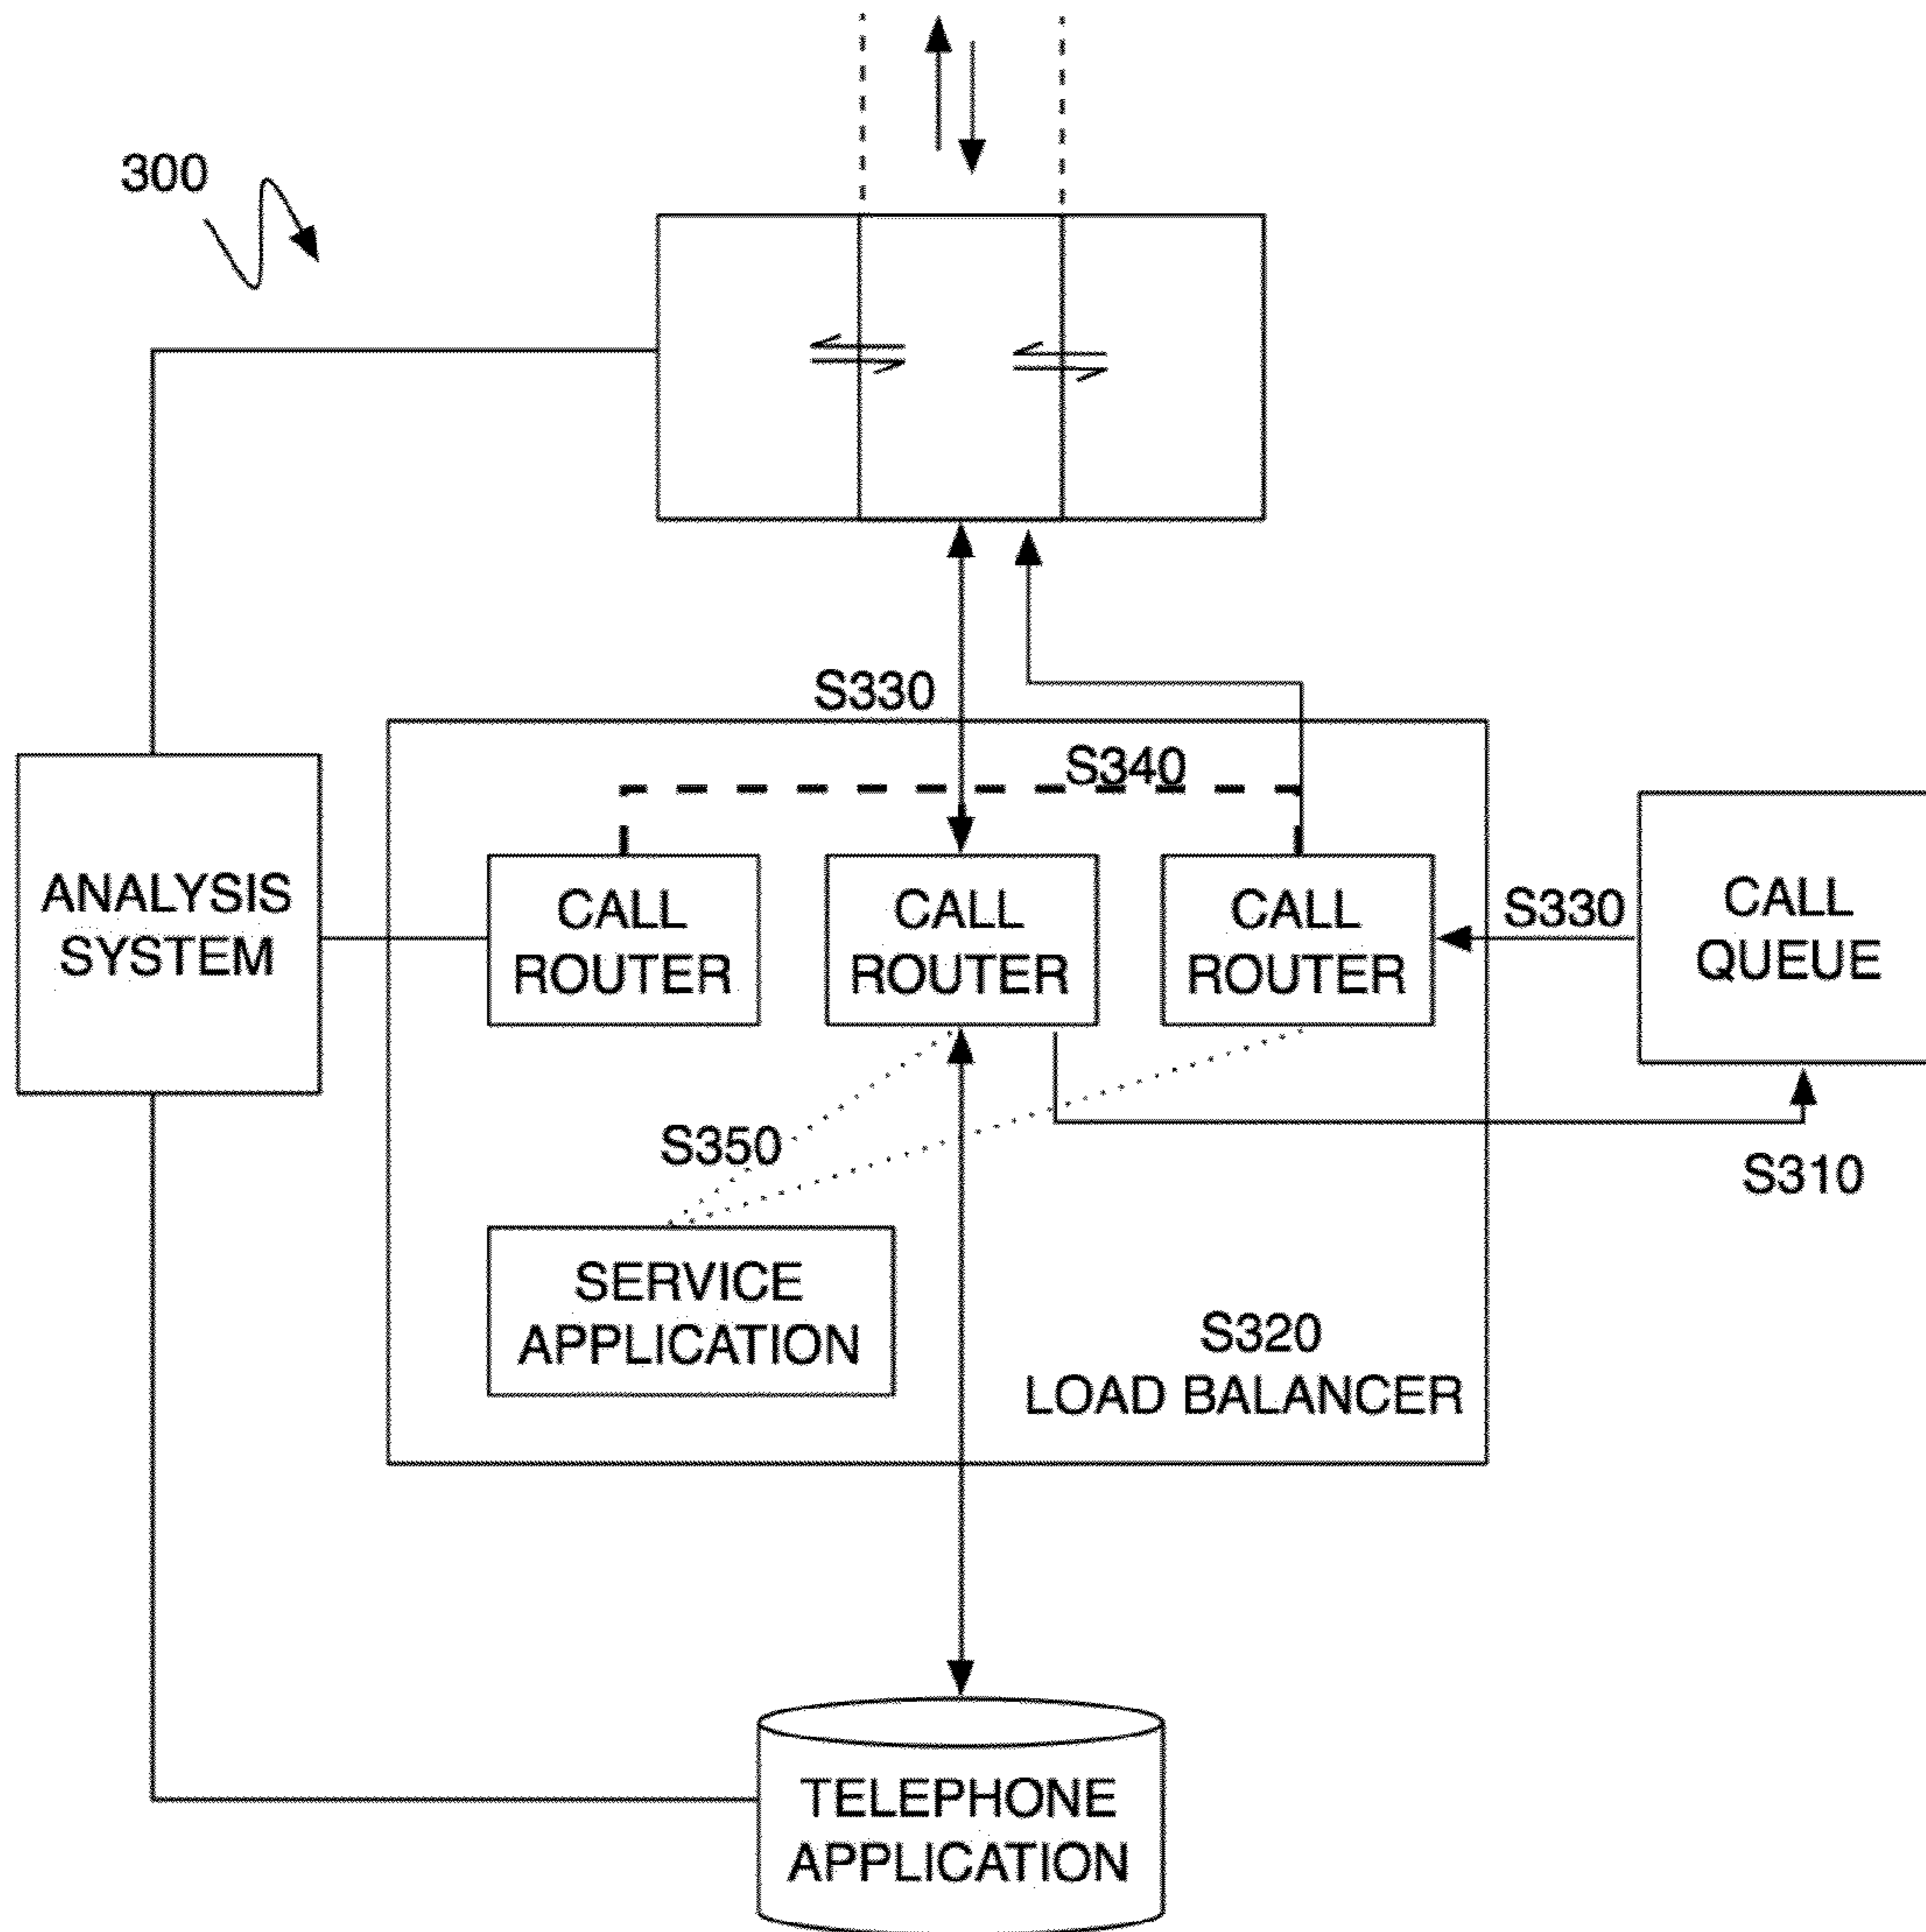 300
S330
S340
ANALYSIS
SYSTEM
CALL
ROUTER
CALL
ROUTER
CALL
ROUTER
S330
CALL
QUEUE
S350
S310
SERVICE
APPLICATION
S320
LOAD BALANCER
TELEPHONE
APPLICATION